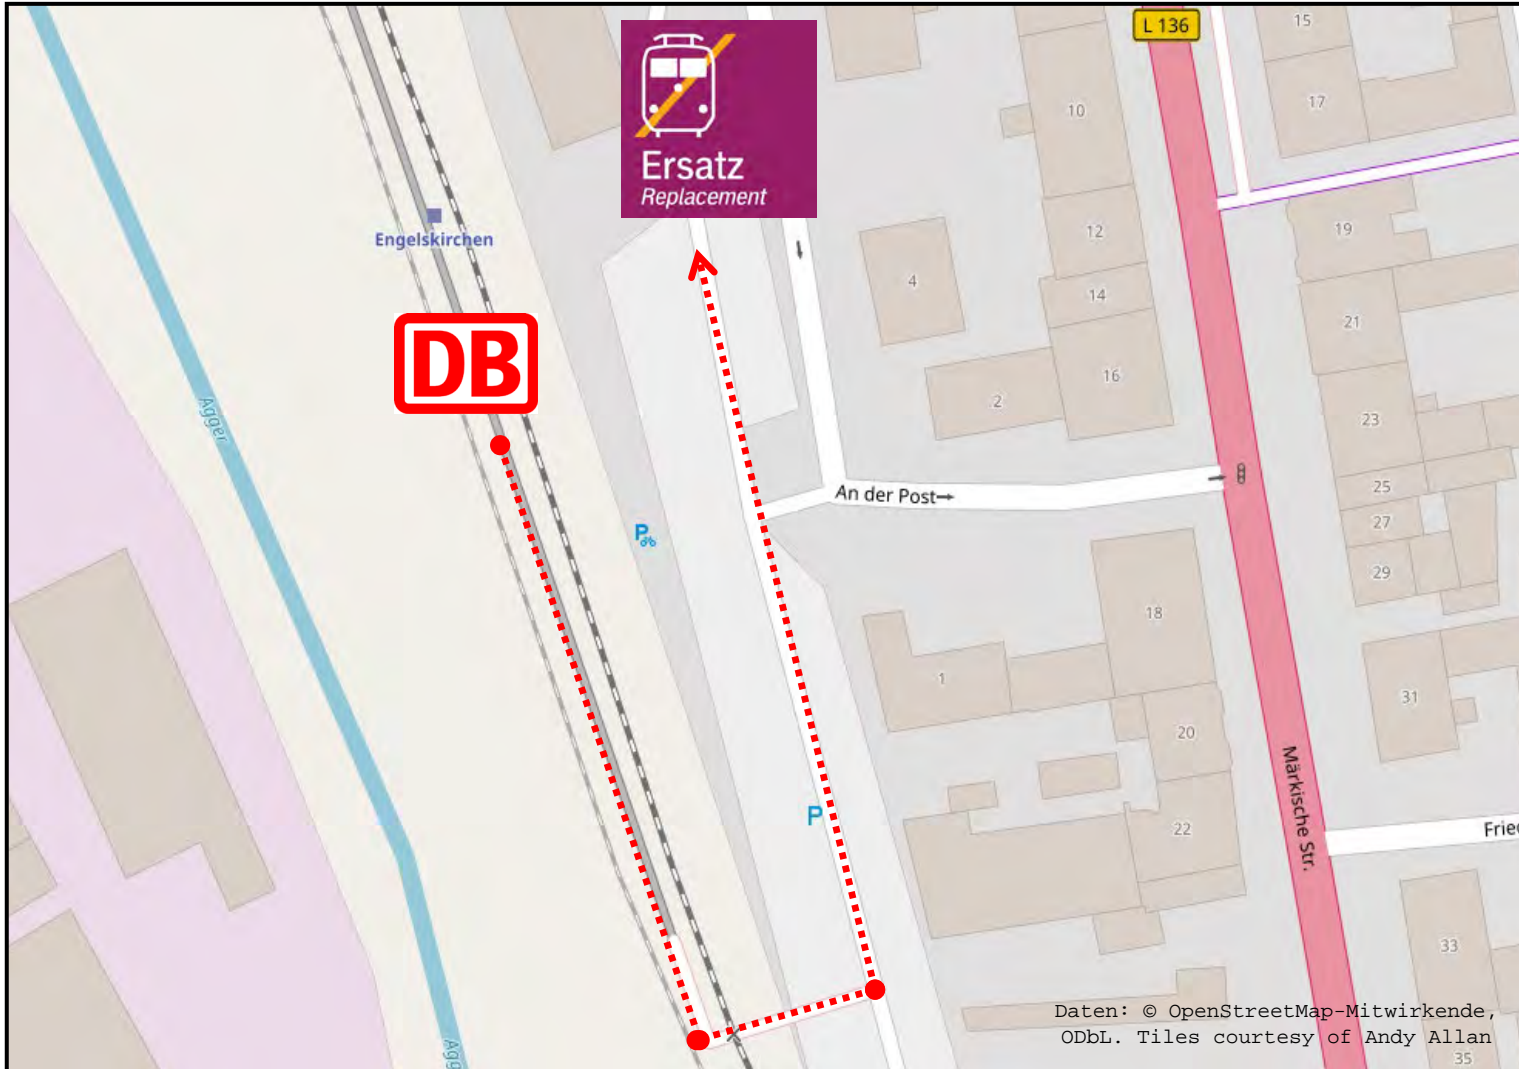 L 136
15
17
10
Ersatz
Replacement
Engelskirchen
12
19
4
14
21
DB
16
2
23
Agger
An der Post
25
27
P
29
18
1
31
20
P
22
Märkische Str.
Fried
33
Daten: © OpenStreetMap-Mitwirkende,
ODbL. Tiles courtesy of Andy Allan
35
Agg